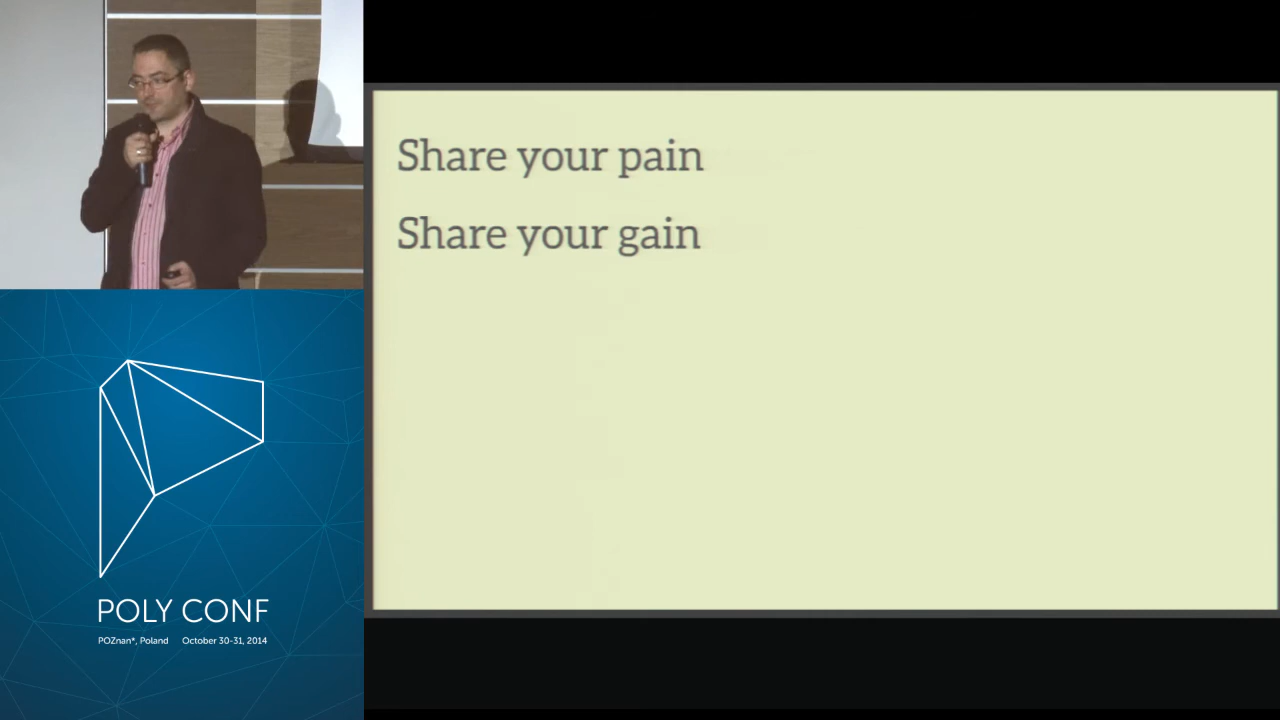 Share your pain
Share your gain
POLY CONF
POZnan*, Poland October 30-31, 2014